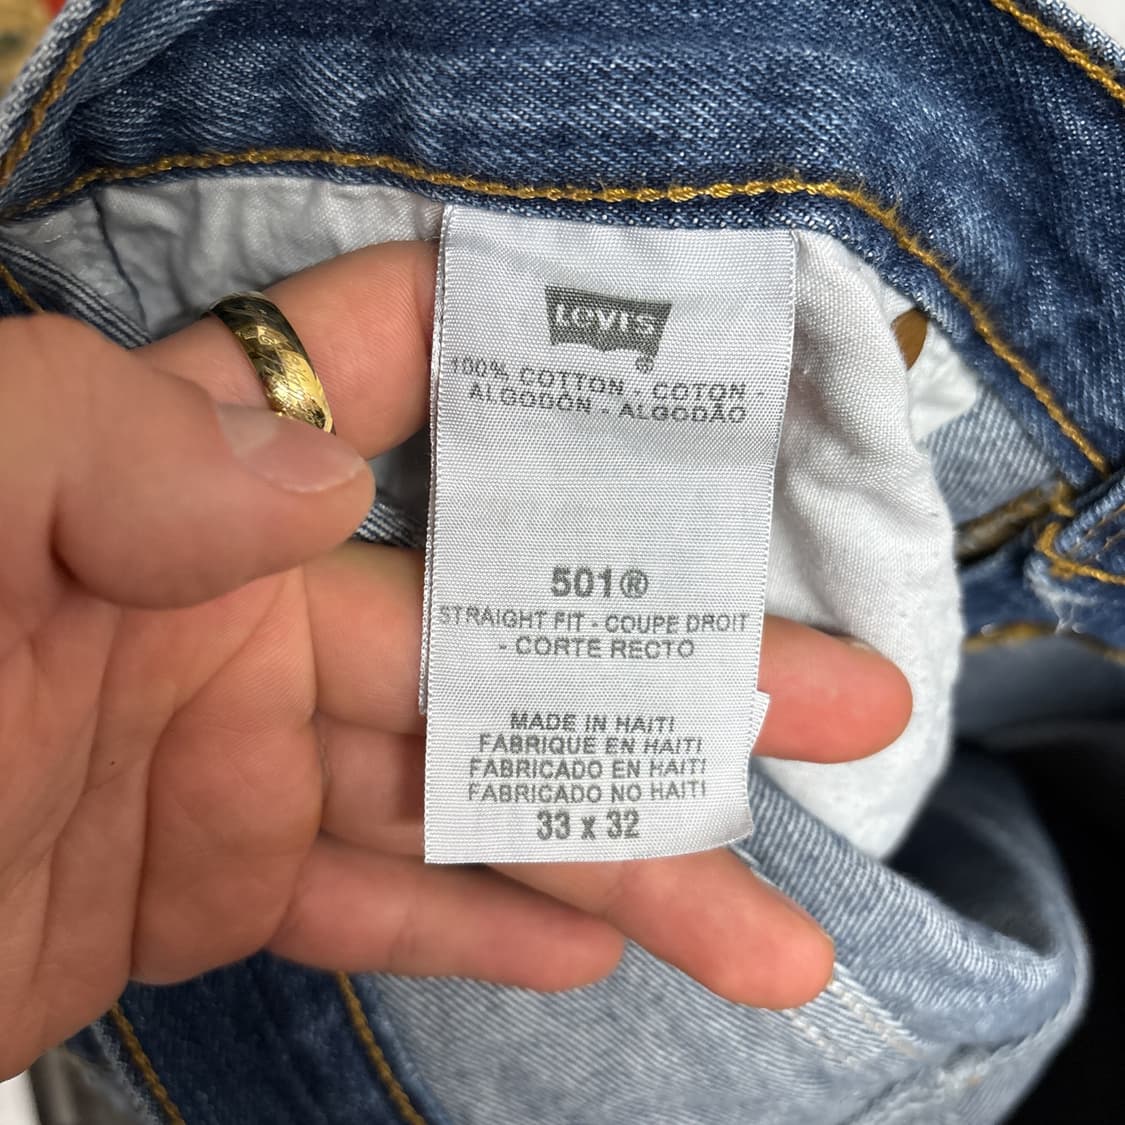 Levi's®
100% COTTON - COTON
ALGODÓN - ALGODÃO
501®
STRAIGHT FIT - COUPE DROIT
- CORTE RECTO
MADE IN HAITI
FABRIQUE EN HAITI
FABRICADO EN HAITI
FABRICADO NO HAITI
33 x 32